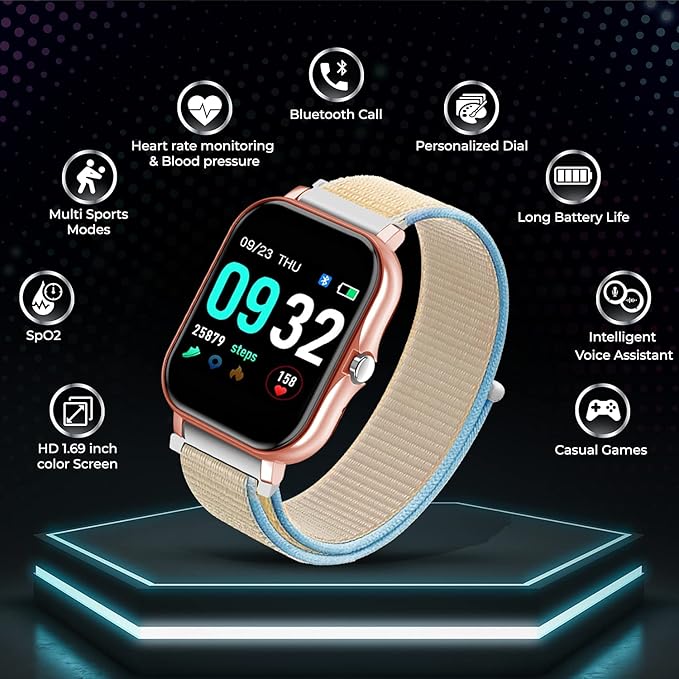 Bluetooth Call
Heart rate monitoring
& Blood pressure
Personalized Dial
Multi Sports
Modes
Long Battery Life
SpO2
Intelligent
Voice Assistant
HD 1.69 inch
color Screen
Casual Games
09/23 THU
09
32
25879
steps
158